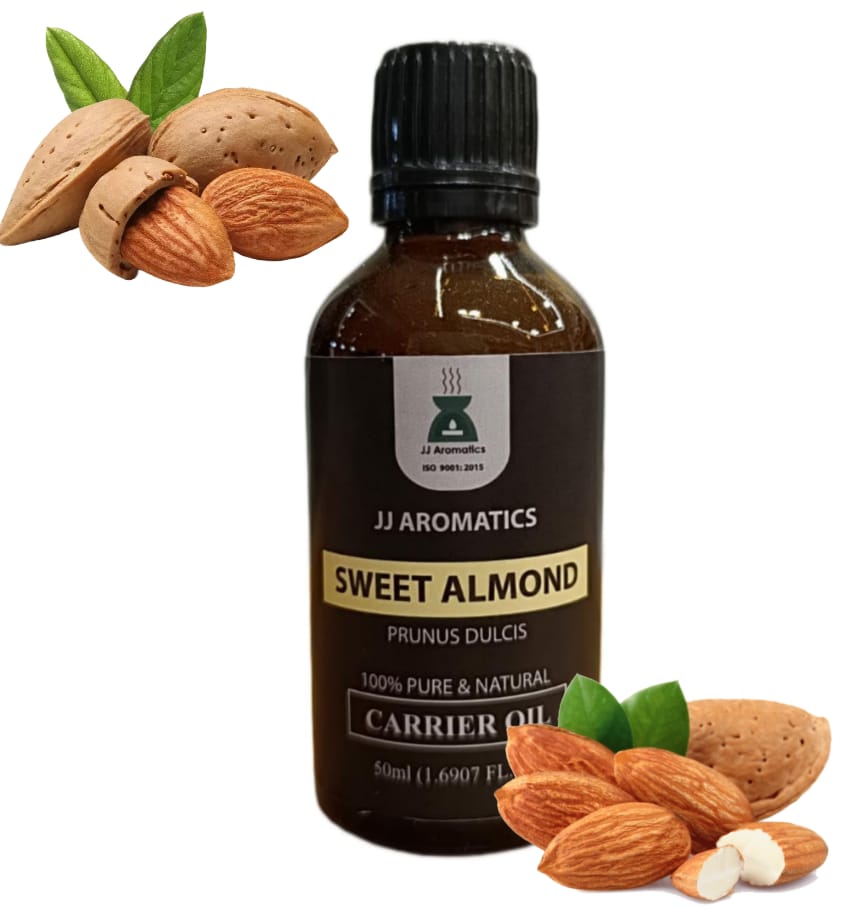 JJ Aromatics
ISO 9001:2015
JJ AROMATICS
SWEET ALMOND
PRUNUS DULCIS
100% PURE & NATURAL
CARRIER OIL
50ml (1.6907 FL.